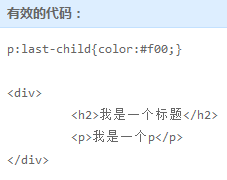 有效的代码：
p:last-child{color:#f00;}
<div>
<h2>我是一个标题</h2>
<p>我是一个p</p>
</div>